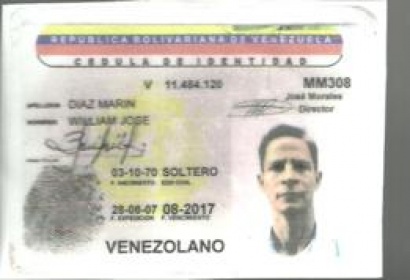 REPUBLICA BOLIVARIANA DE VENEZUELA
CEDULA DE IDENTIDAD
V 11.484.120 MM308
José Morales
Director
APELLIDOS DIAZ MARIN
NOMBRES WILLIAM JOSE
03-10-70 SOLTERO
F. NACIMIENTO EDO CIVIL
28-08-07 08-2017
F. EXPEDICION F. VENCIMIENTO
VENEZOLANO